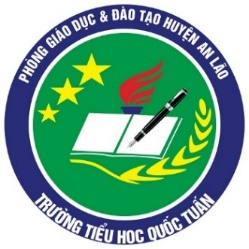 PHÒNG GIÁO DỤC & ĐÀO TẠO HUYỆN AN LÃO
TRƯỜNG TIỂU HỌC QUỐC TUẤN